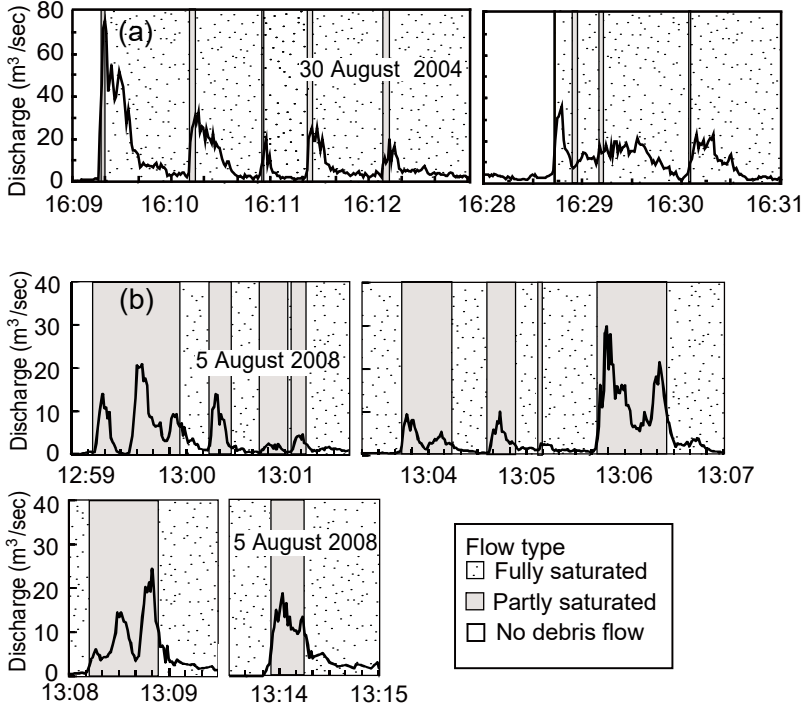 80
60
40
20
0
Discharge (m³/sec)
(a)
30 August 2004
16:09 16:10 16:11 16:12 16:28 16:29 16:30 16:31
40
30
20
10
0
Discharge (m³/sec)
(b)
5 August 2008
12:59 13:00 13:01 13:04 13:05 13:06 13:07
40
30
20
10
0
Discharge (m³/sec)
5 August 2008
13:08 13:09 13:14 13:15
Flow type
Fully saturated
Partly saturated
No debris flow